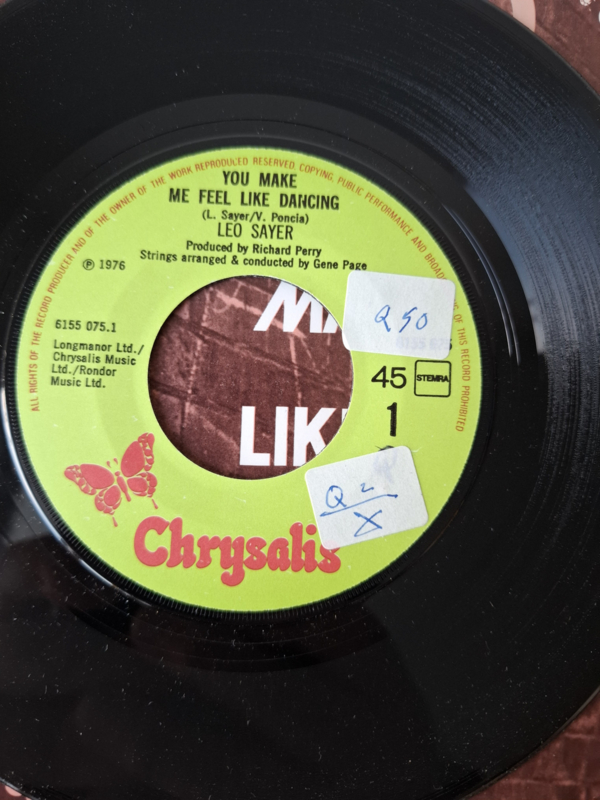 ALL RIGHTS OF THE RECORD PRODUCER AND OF THE OWNER OF THE WORK REPRODUCED RESERVED. COPYING, PUBLIC PERFORMANCE AND BROAD
OF THIS RECORD PROHIBITED
YOU MAKE
ME FEEL LIKE DANCING
(L. Sayer/V. Poncia)
LEO SAYER
Produced by Richard Perry
Strings arranged & conducted by Gene Page
℗ 1976
6155 075.1
Longmanor Ltd./
Chrysalis Music
Ltd./Rondor
Music Ltd.
MA
LIK
Q 50
45 STEMRA
1
Q2
X
Chrysalis